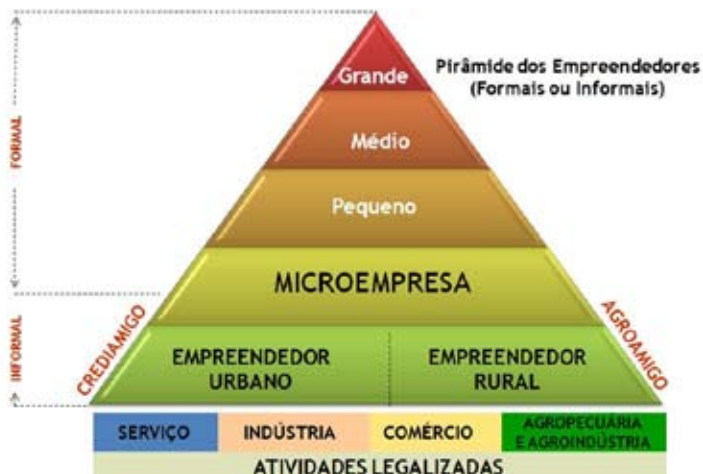 Grande
Pirâmide dos Empreendedores
(Formais ou Informais)
Médio
Pequeno
MICROEMPRESA
FORMAL
INFORMAL
CREDIAMIGO
AGROAMIGO
EMPREENDEDOR
URBANO
EMPREENDEDOR
RURAL
SERVIÇO
INDÚSTRIA
COMÉRCIO
AGROPECUÁRIA
E AGROINDÚSTRIA
ATIVIDADES LEGALIZADAS